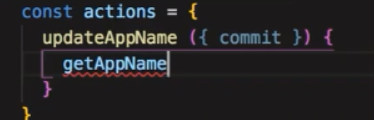 const actions = {
updateAppName ({ commit }) {
getAppName
}
}